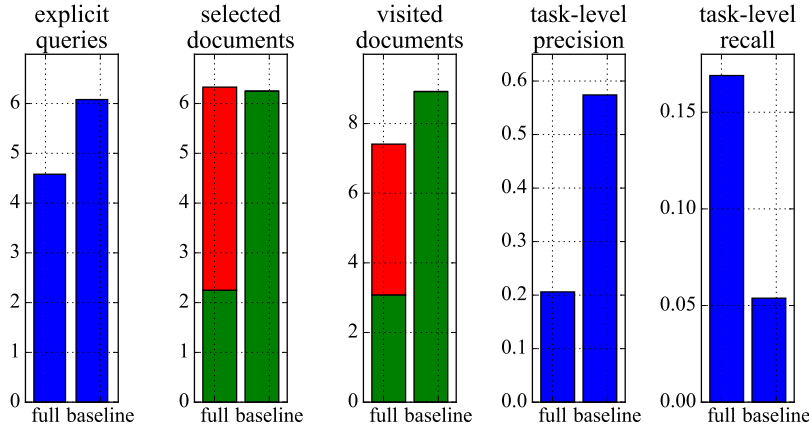 explicit
queries
6
5
4
3
2
1
0
full baseline
selected
documents
6
5
4
3
2
1
0
full baseline
visited
documents
8
6
4
2
0
full baseline
task-level
precision
0.6
0.5
0.4
0.3
0.2
0.1
0.0
full baseline
task-level
recall
0.15
0.10
0.05
0.00
full baseline